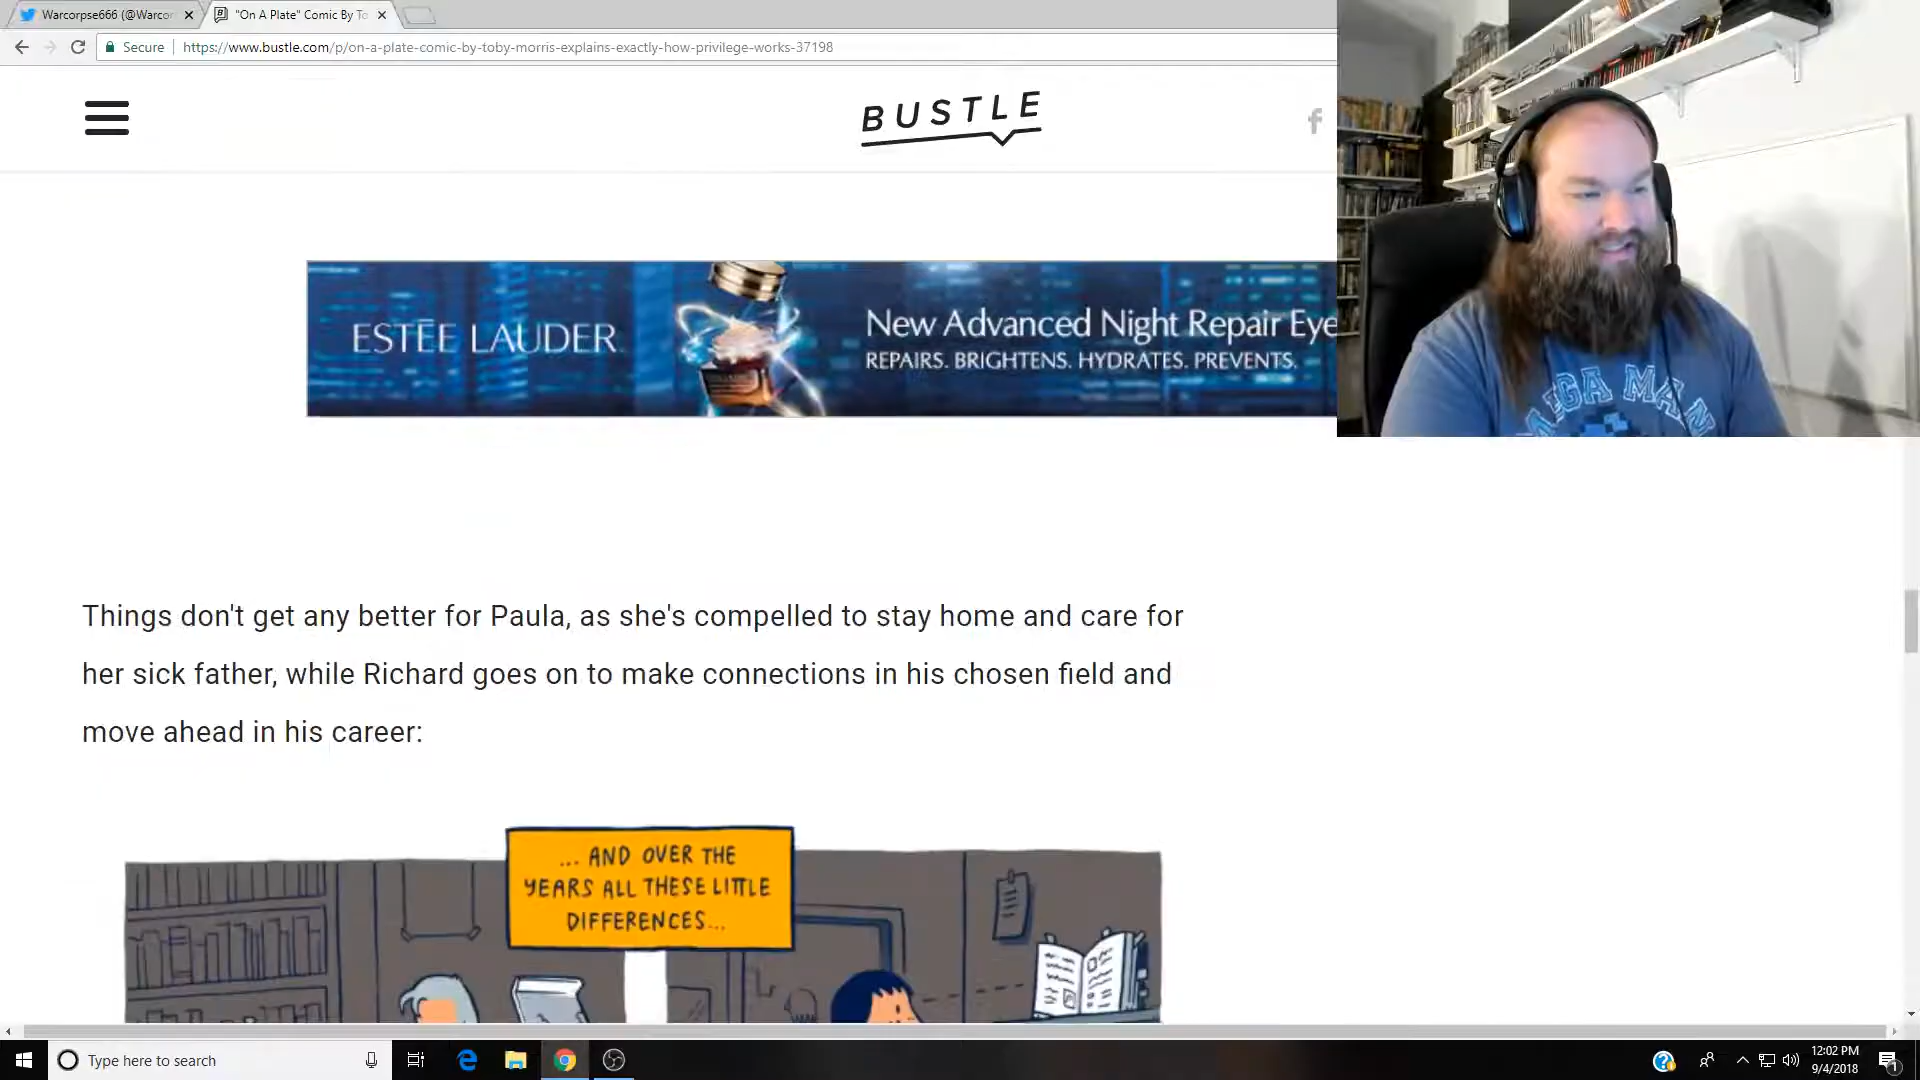 Warcorpse666 (@Warcor
"On A Plate" Comic By To
Secure
https://www.bustle.com/p/on-a-plate-comic-by-toby-morris-explains-exactly-how-privilege-works-37198
BUSTLE
f
ESTĒE LAUDER
New Advanced Night Repair Eye
REPAIRS. BRIGHTENS. HYDRATES. PREVENTS.
MEGA MAN
Things don't get any better for Paula, as she's compelled to stay home and care for
her sick father, while Richard goes on to make connections in his chosen field and
move ahead in his career:
... AND OVER THE
YEARS ALL THESE LITTLE
DIFFERENCES...
Type here to search
12:02 PM
9/4/2018
1